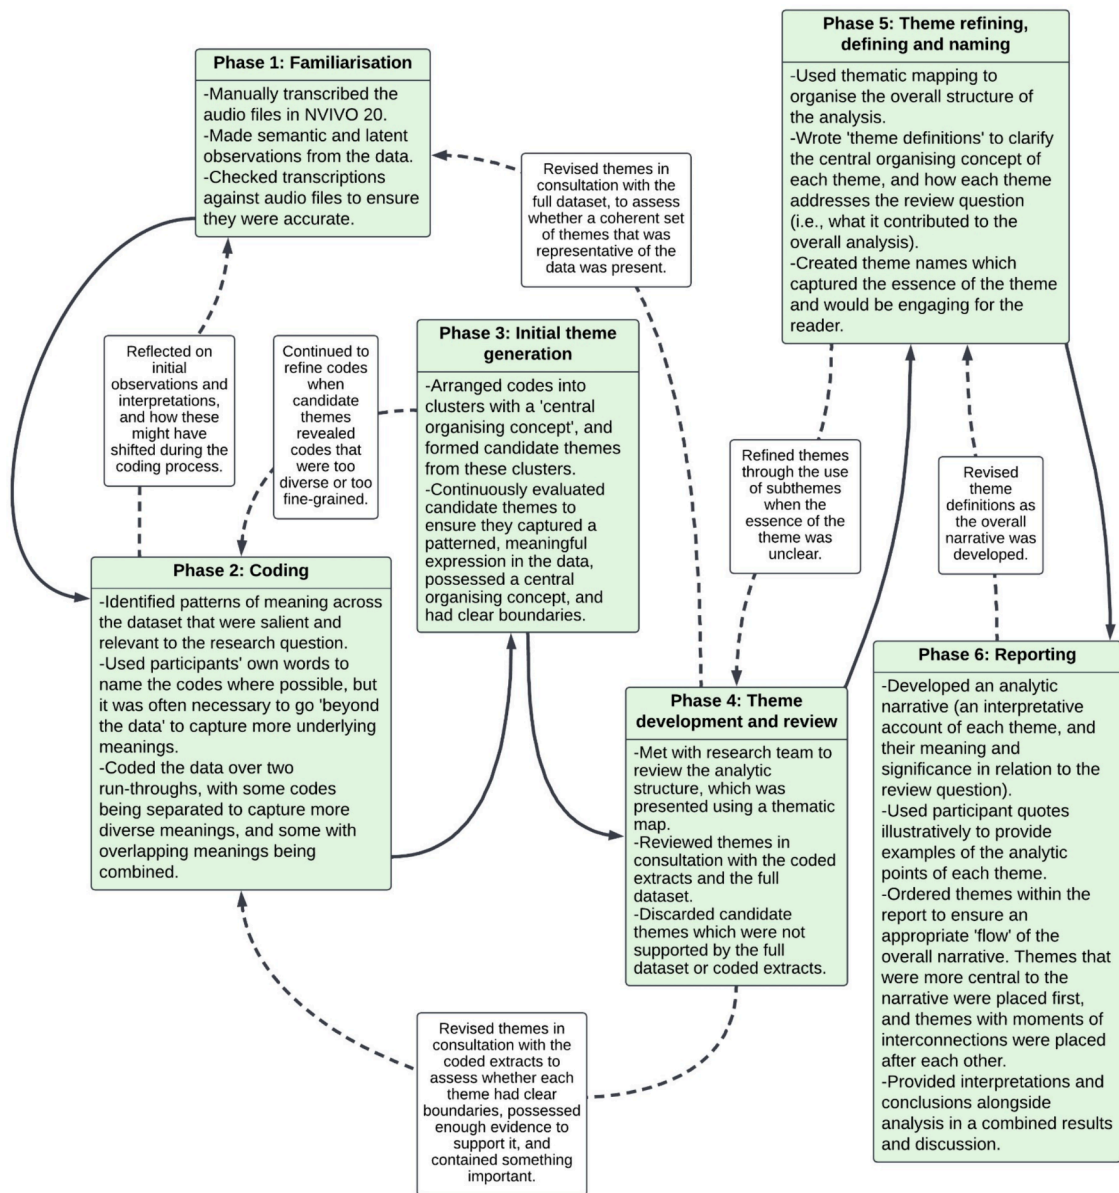 Phase 1: Familiarisation
-Manually transcribed the
audio files in NVIVO 20.
-Made semantic and latent
observations from the data.
-Checked transcriptions
against audio files to ensure
they were accurate.
Revised themes in
consultation with the
full dataset, to assess
whether a coherent set
of themes that was
representative of the
data was present.
Phase 5: Theme refining,
defining and naming
-Used thematic mapping to
organise the overall structure
of the analysis.
-Wrote 'theme definitions' to clarify
the central organising concept of
each theme, and how each theme
addresses the review question
(i.e., what it contributed to the
overall analysis).
-Created theme names which
captured the essence of the theme
and would be engaging for the
reader.
Reflected on
initial
observations and
interpretations,
and how these
might have
shifted during the
coding process.
Continued to
refine codes
when
candidate
themes
revealed
codes that
were too
diverse or too
fine-grained.
Phase 3: Initial theme
generation
-Arranged codes into
clusters with a 'central
organising concept', and
formed candidate themes
from these clusters.
-Continuously evaluated
candidate themes to
ensure they captured a
patterned, meaningful
expression in the data,
possessed a central
organising concept, and
had clear boundaries.
Refined themes
through the use
of subthemes
when the
essence of the
theme was
unclear.
Revised
theme
definitions as
the overall
narrative was
developed.
Phase 2: Coding
-Identified patterns of meaning across
the dataset that were salient and
relevant to the research question.
-Used participants' own words to
name the codes where possible, but
it was often necessary to go 'beyond
the data' to capture more underlying
meanings.
-Coded the data over two
run-throughs, with some codes
being separated to capture more
diverse meanings, and some with
overlapping meanings being
combined.
Phase 4: Theme
development and review
-Met with research team to
review the analytic
structure, which was
presented using a thematic
map.
-Reviewed themes in
consultation with the coded
extracts and the full
dataset.
-Discarded candidate
themes which were not
supported by the full
dataset or coded extracts.
Phase 6: Reporting
-Developed an analytic
narrative (an interpretative
account of each theme, and
their meaning and
significance in relation to the
review question).
-Used participant quotes
illustratively to provide
examples of the analytic
points of each theme.
-Ordered themes within the
report to ensure an
appropriate 'flow' of the
overall narrative. Themes that
were more central to the
narrative were placed first,
and themes with moments of
interconnections were placed
after each other.
-Provided interpretations and
conclusions alongside
analysis in a combined results
and discussion.
Revised themes in
consultation with the
coded extracts to
assess whether each
theme had clear
boundaries, possessed
enough evidence to
support it, and
contained something
important.